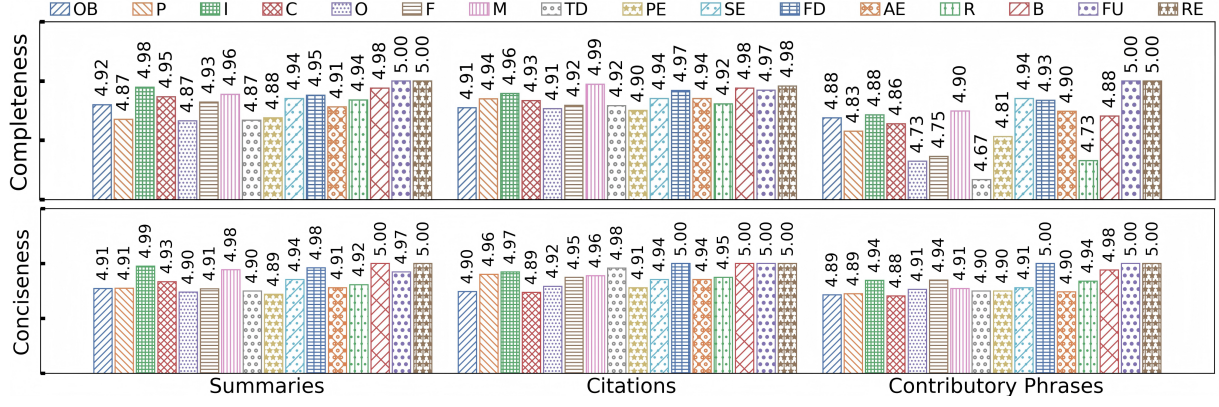 OB P I C O F M TD PE SE FD AE R B FU RE
Completeness
4.92 4.87 4.98 4.95 4.87 4.93 4.96 4.87 4.88 4.94 4.95 4.91 4.94 4.98 5.00 5.00
4.91 4.94 4.96 4.93 4.91 4.92 4.99 4.92 4.90 4.94 4.97 4.94 4.92 4.98 4.97 4.98
4.88 4.83 4.88 4.86 4.73 4.75 4.90 4.67 4.81 4.94 4.93 4.90 4.73 4.88 5.00 5.00
Conciseness
4.91 4.91 4.99 4.93 4.90 4.91 4.98 4.90 4.89 4.94 4.98 4.91 4.92 5.00 4.97 5.00
4.90 4.96 4.97 4.89 4.92 4.95 4.96 4.98 4.91 4.94 5.00 4.94 4.95 5.00 5.00 5.00
4.89 4.89 4.94 4.88 4.91 4.94 4.91 4.90 4.90 4.91 5.00 4.90 4.94 4.98 5.00 5.00
Summaries Citations Contributory Phrases